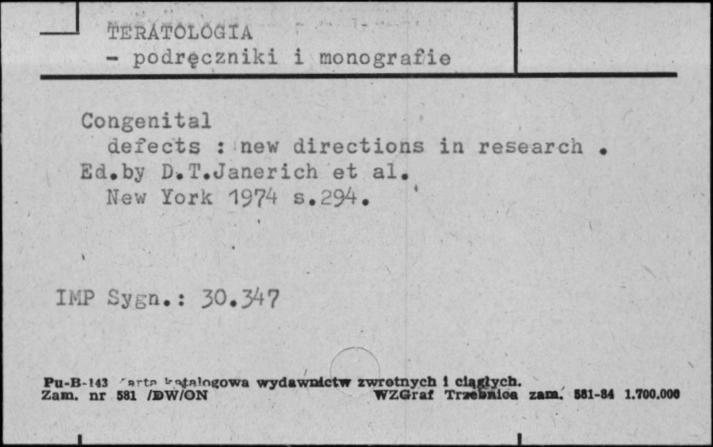 TERATOLOGIA
- podręczniki i monografie
Congenital
defects : new directions in research .
Ed.by D.T.Janerich et al.
New York 1974 s.294.
IMP Sygn.: 30.347
Pu-B-143 karta katalogowa wydawnictw zwrotnych i ciągłych.
Zam. nr 581 /DW/ON WZGraf Trzebnica zam. 581-84 1.700.000